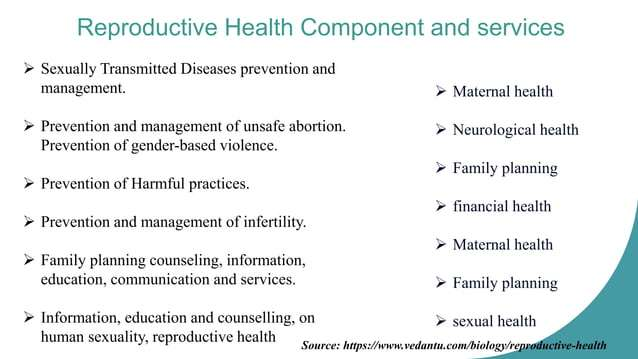 Reproductive Health Component and services
➢ Sexually Transmitted Diseases prevention and
management.
➢ Prevention and management of unsafe abortion.
Prevention of gender-based violence.
➢ Prevention of Harmful practices.
➢ Prevention and management of infertility.
➢ Family planning counseling, information,
education, communication and services.
➢ Information, education and counselling, on
human sexuality, reproductive health
➢ Maternal health
➢ Neurological health
➢ Family planning
➢ financial health
➢ Maternal health
➢ Family planning
➢ sexual health
Source: https://www.vedantu.com/biology/reproductive-health